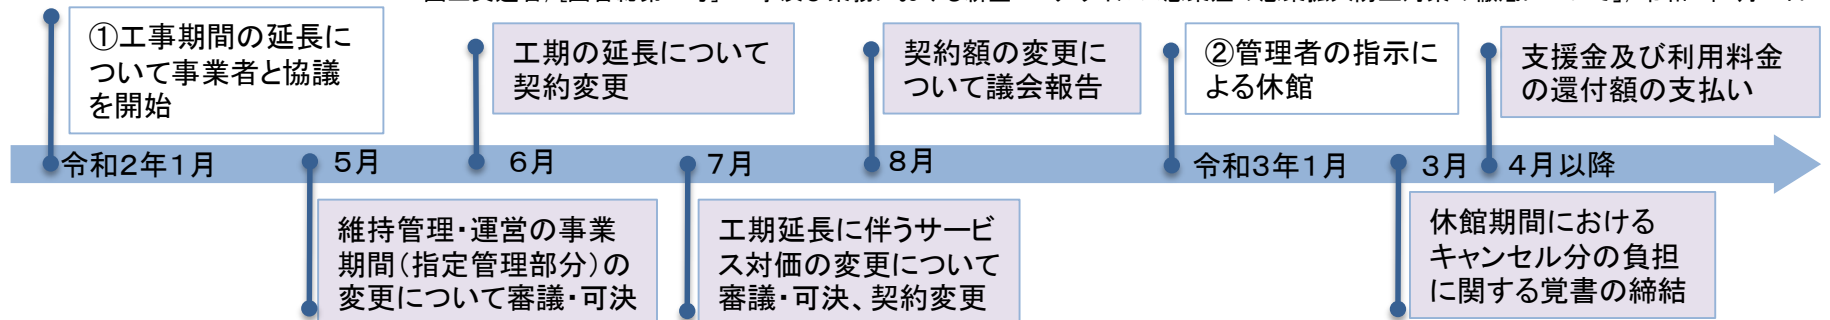 ①工事期間の延長に
ついて事業者と協議
を開始
工期の延長について
契約変更
契約額の変更に
ついて議会報告
②管理者の指示に
よる休館
支援金及び利用料金
の還付額の支払い
令和2年1月
5月
6月
7月
8月
令和3年1月
3月
4月以降
維持管理・運営の事業
期間(指定管理部分)の
変更について審議・可決
工期延長に伴うサービ
ス対価の変更について
審議・可決、契約変更
休館期間における
キャンセル分の負担
に関する覚書の締結